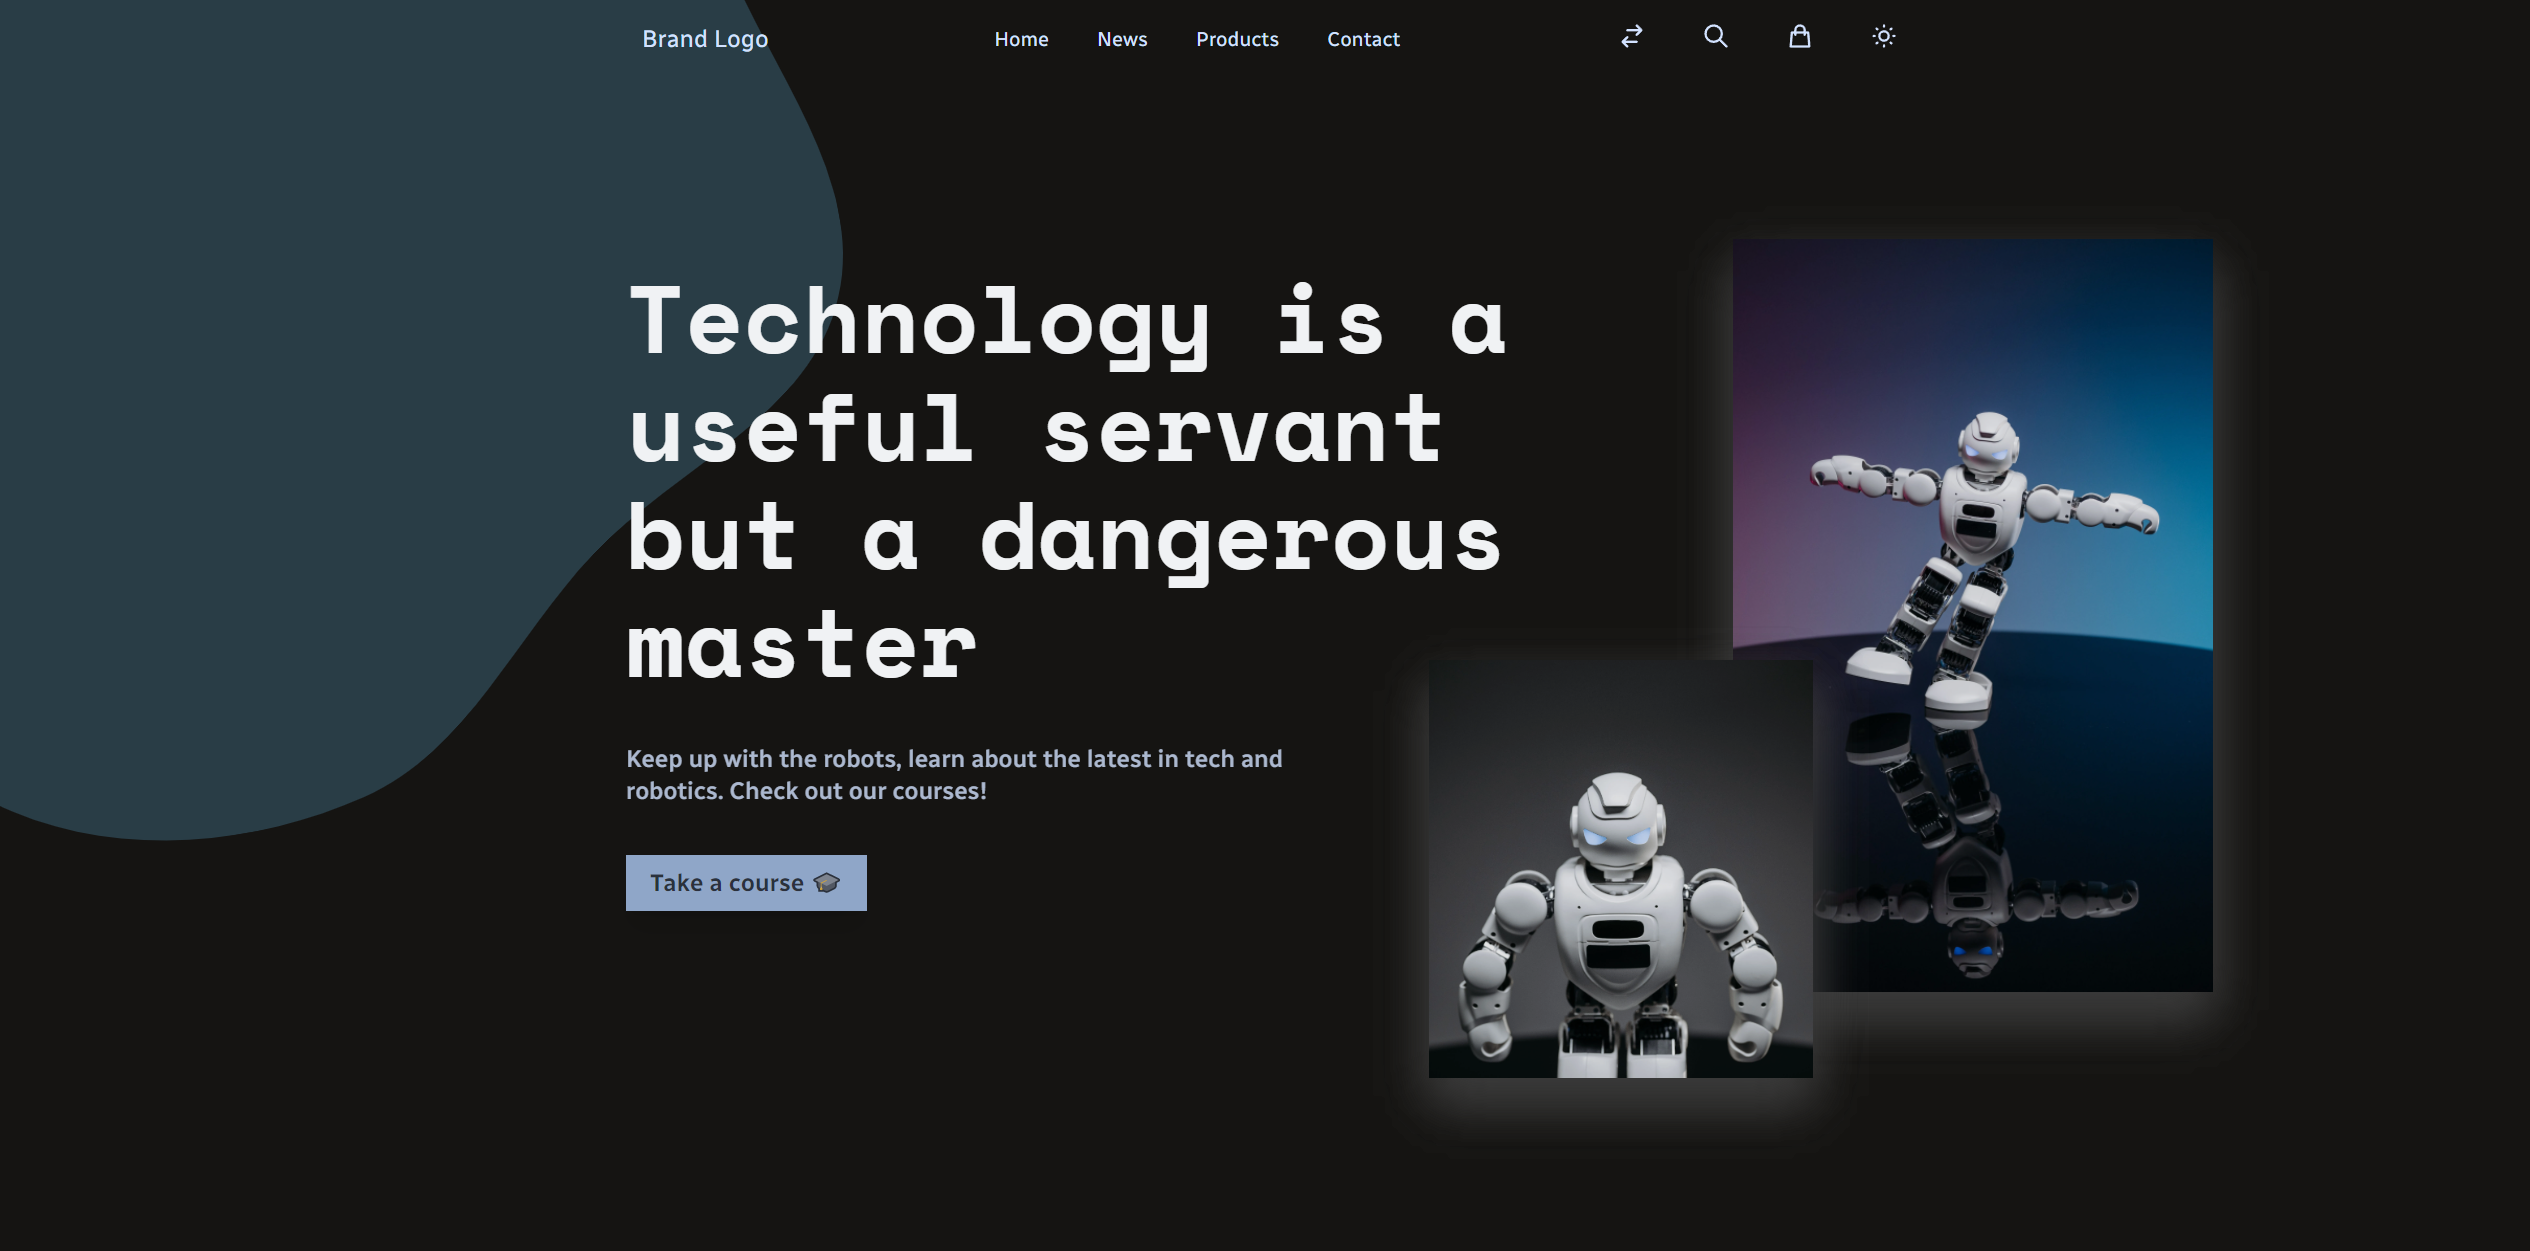 Brand Logo
Home
News
Products
Contact
Technology is a
useful servant
but a dangerous
master
Keep up with the robots, learn about the latest in tech and
robotics. Check out our courses!
Take a course 🎓